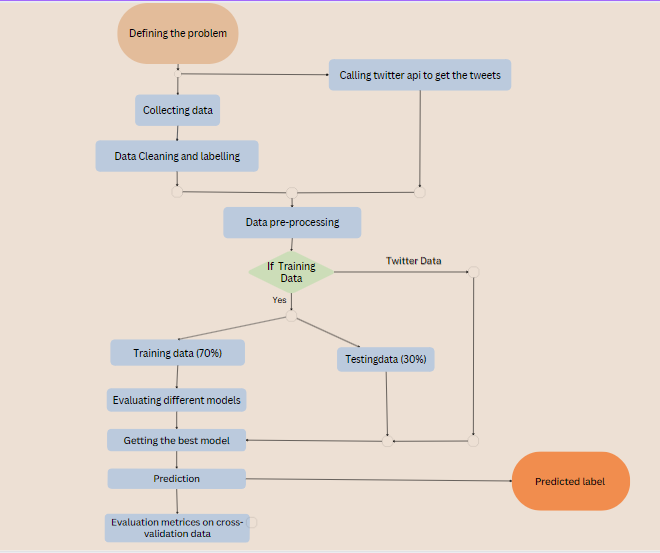 Defining the problem
Calling twitter api to get the tweets
Collecting data
Data Cleaning and labelling
Data pre-processing
If Training
Data
Twitter Data
Yes
Training data (70%)
Testingdata (30%)
Evaluating different models
Getting the best model
Prediction
Predicted label
Evaluation metrices on cross-
validation data